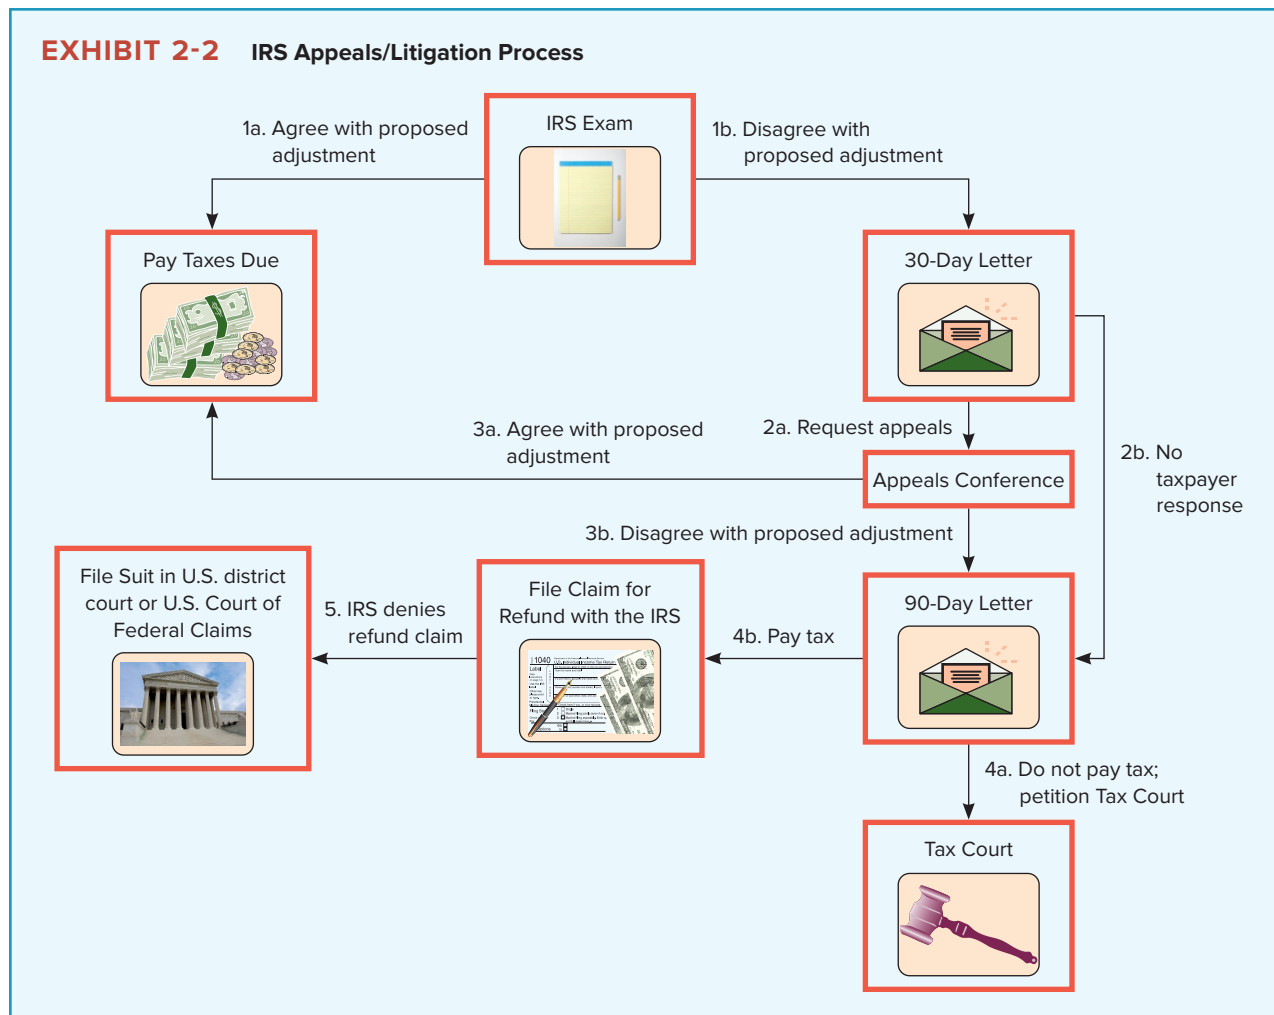 EXHIBIT 2-2 IRS Appeals/Litigation Process
1a. Agree with proposed
adjustment
IRS Exam
1b. Disagree with
proposed adjustment
Pay Taxes Due
30-Day Letter
3a. Agree with proposed
adjustment
2a. Request appeals
2b. No
taxpayer
response
Appeals Conference
3b. Disagree with proposed adjustment
File Suit in U.S. district
court or U.S. Court of
Federal Claims
5. IRS denies
refund claim
File Claim for
Refund with the IRS
1040
Label
4b. Pay tax
90-Day Letter
4a. Do not pay tax;
petition Tax Court
Tax Court